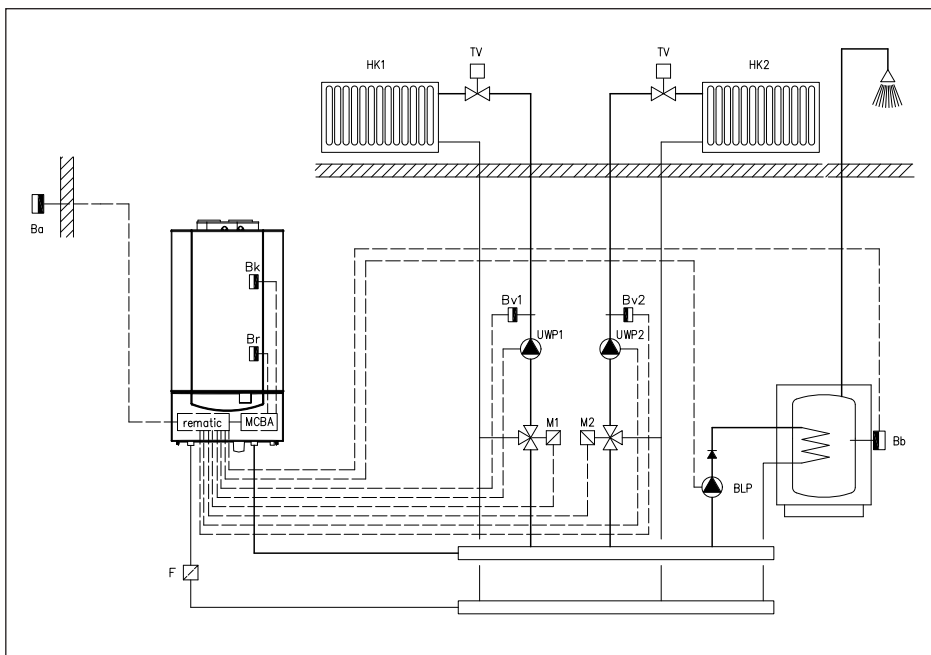 TV
TV
HK1
HK2
Ba
Bk
Bv1
Bv2
UWP1
UWP2
Br
rematic
MCBA
M1
M2
Bb
BLP
F